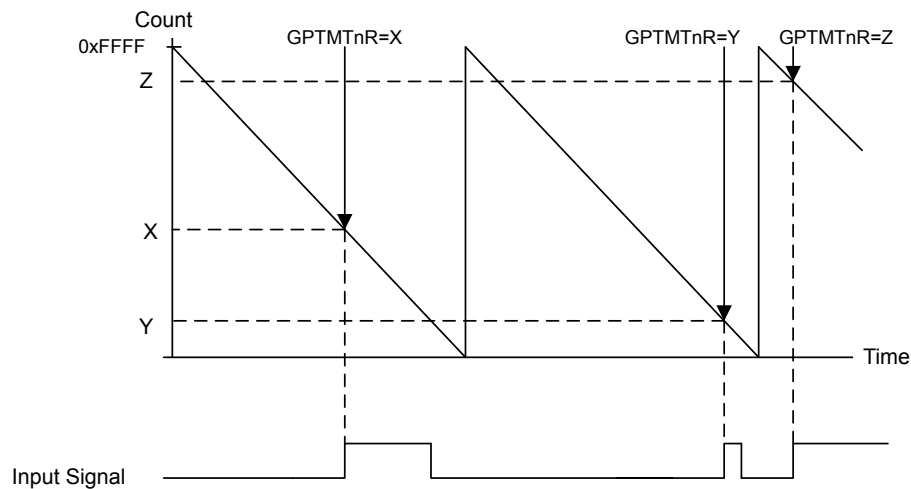 Count
0xFFFF
GPTMTnR=X
GPTMTnR=Y
GPTMTnR=Z
Z
X
Y
Time
Input Signal